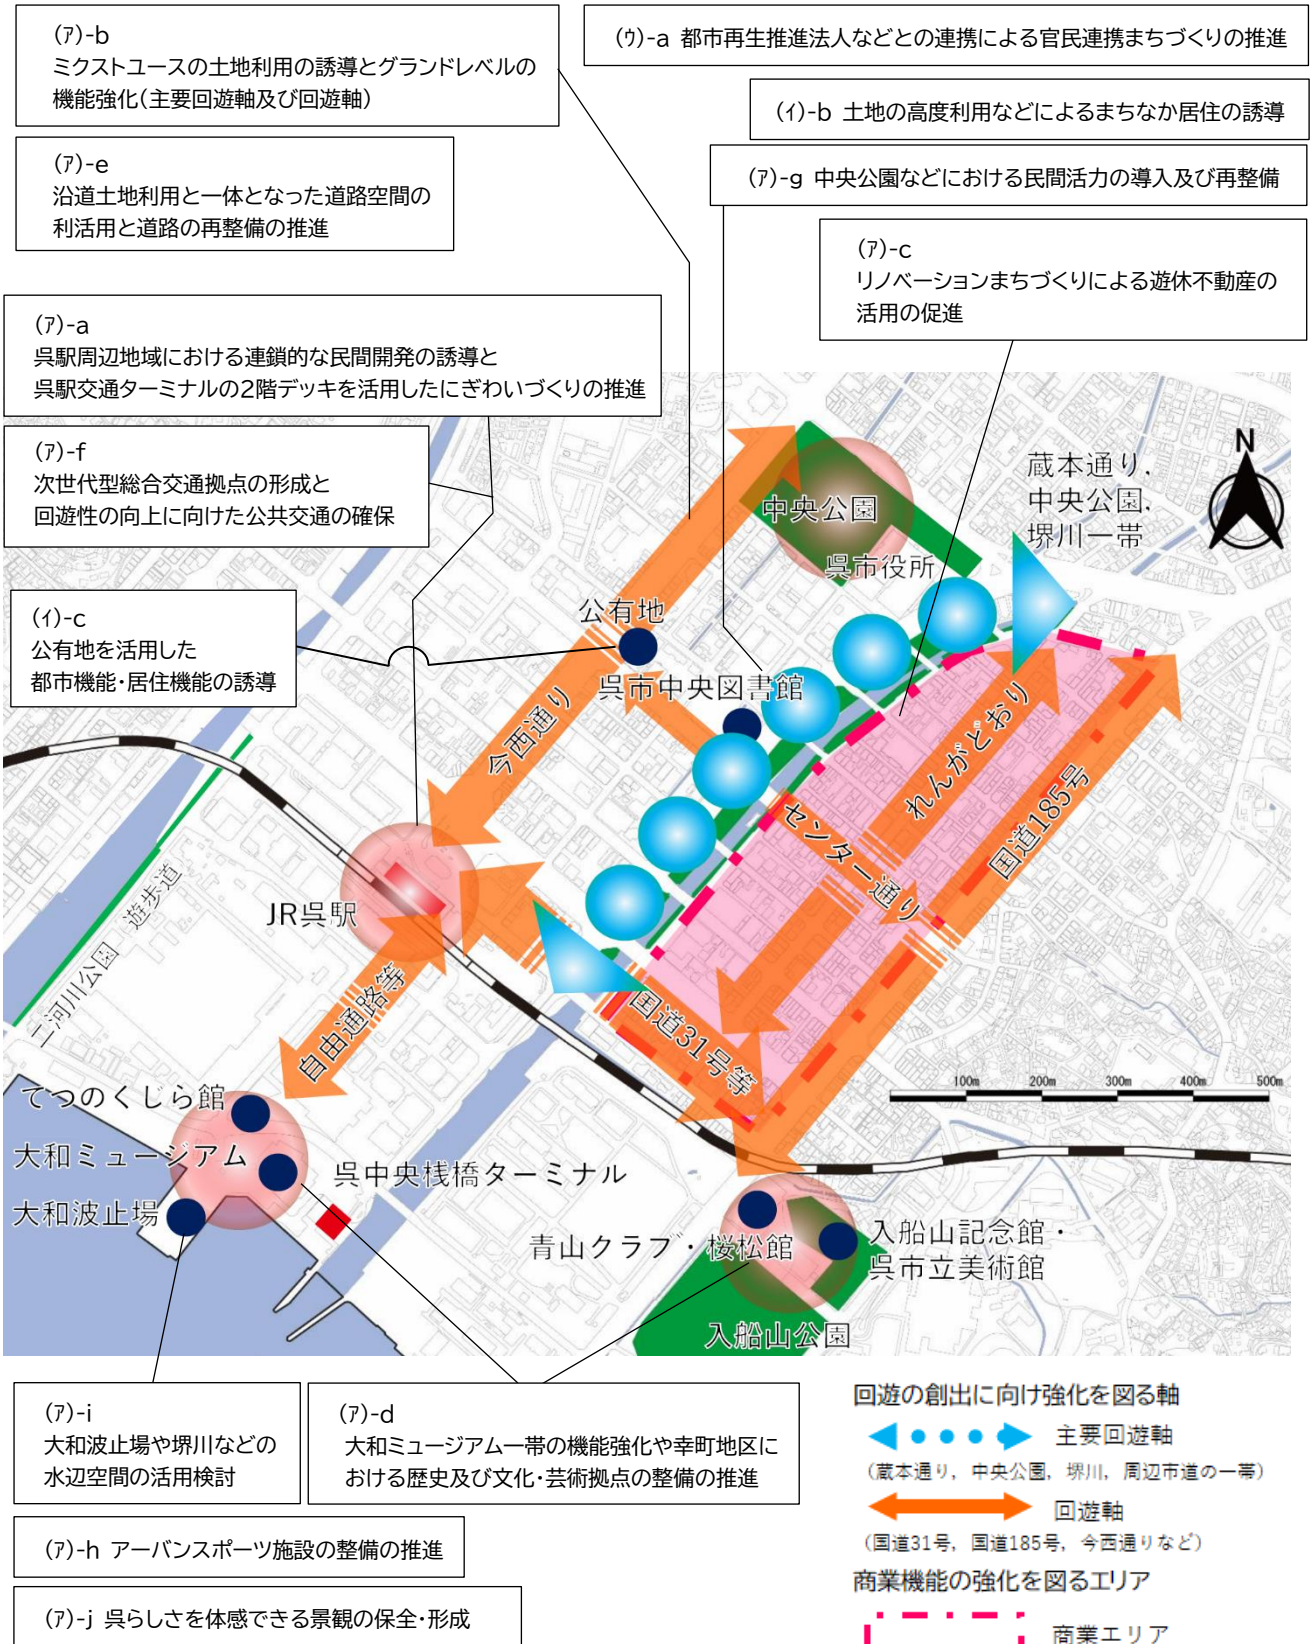 (ｱ)-b
ミクストユースの土地利用の誘導とグランドレベルの
機能強化(主要回遊軸及び回遊軸)
(ｳ)-a 都市再生推進法人などとの連携による官民連携まちづくりの推進
(ｲ)-b 土地の高度利用などによるまちなか居住の誘導
(ｱ)-e
沿道土地利用と一体となった道路空間の
利活用と道路の再整備の推進
(ｱ)-g 中央公園などにおける民間活力の導入及び再整備
(ｱ)-c
リノベーションまちづくりによる遊休不動産の
活用の促進
(ｱ)-a
呉駅周辺地域における連鎖的な民間開発の誘導と
呉駅交通ターミナルの2階デッキを活用したにぎわいづくりの推進
(ｱ)-f
次世代型総合交通拠点の形成と
回遊性の向上に向けた公共交通の確保
(ｲ)-c
公有地を活用した
都市機能・居住機能の誘導
N
蔵本通り，
中央公園，
堺川一帯
中央公園
呉市役所
公有地
呉市中央図書館
今西通り
れんがどおり
国道185号
センター通り
JR呉駅
二河川公園 遊歩道
自由通路等
国道31号等
100m 200m 300m 400m 500m
てつのくじら館
大和ミュージアム
大和波止場
呉中央桟橋ターミナル
青山クラブ・桜松館
入船山記念館・
呉市立美術館
入船山公園
(ｱ)-i
大和波止場や堺川などの
水辺空間の活用検討
(ｱ)-d
大和ミュージアム一帯の機能強化や幸町地区に
おける歴史及び文化・芸術拠点の整備の推進
(ｱ)-h アーバンスポーツ施設の整備の推進
(ｱ)-j 呉らしさを体感できる景観の保全・形成
回遊の創出に向け強化を図る軸
主要回遊軸
（蔵本通り，中央公園，堺川，周辺市道の一帯）
回遊軸
（国道31号，国道185号，今西通りなど）
商業機能の強化を図るエリア
商業エリア